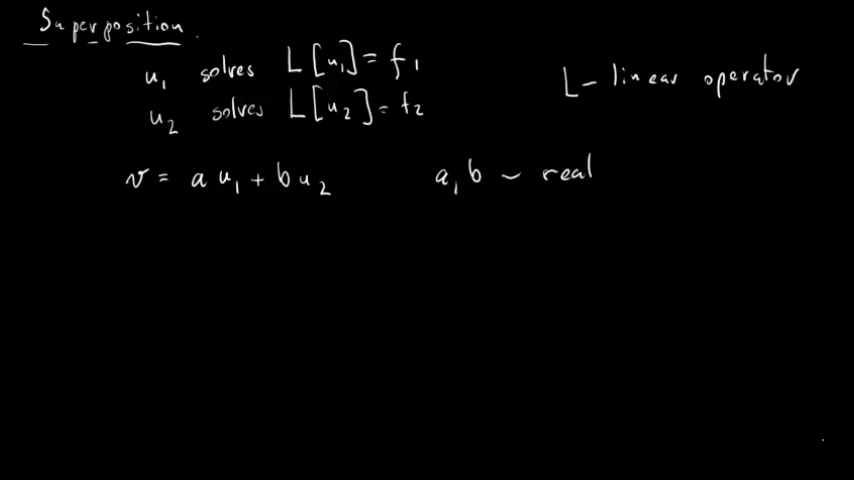 Superposition.
u₁ solves L[u₁] = f₁
L - linear operator
u₂ solves L[u₂] = f₂
v = a u₁ + b u₂ a, b ~ real